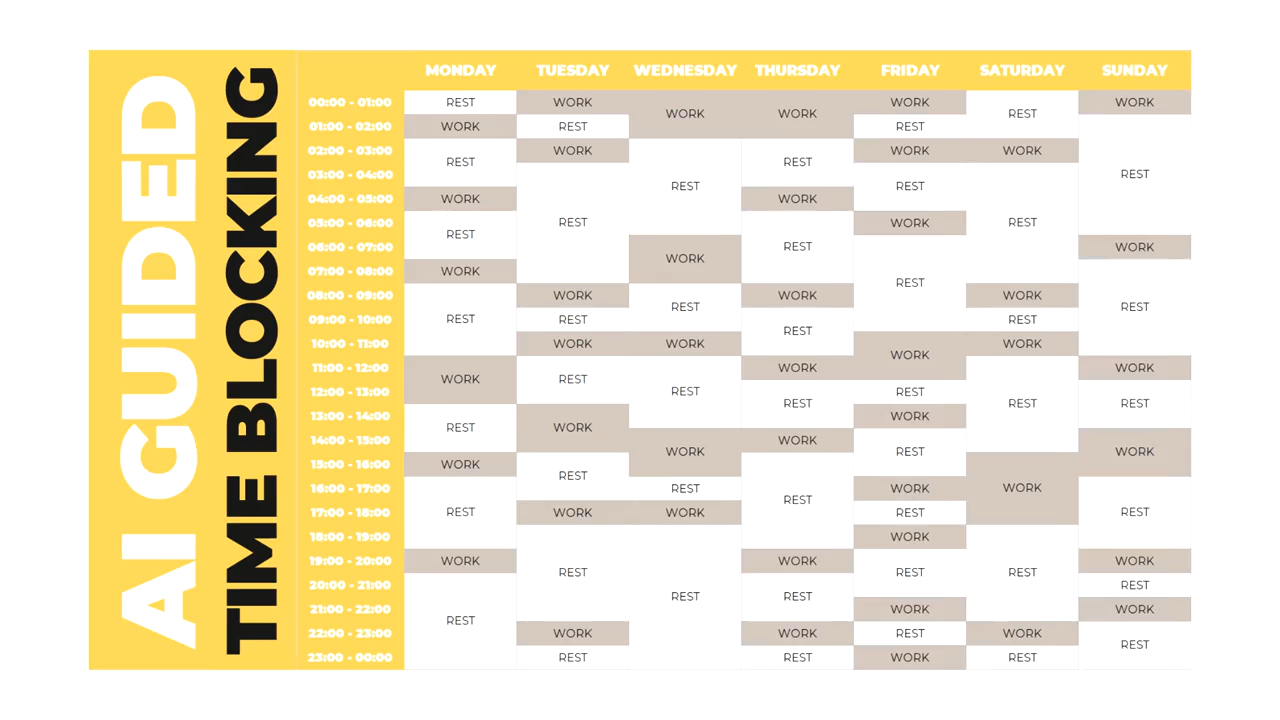 AI GUIDED
TIME BLOCKING
MONDAY TUESDAY WEDNESDAY THURSDAY FRIDAY SATURDAY SUNDAY
00:00 - 01:00 REST WORK WORK WORK WORK REST WORK
01:00 - 02:00 WORK REST REST REST
02:00 - 03:00 REST WORK REST REST WORK WORK
03:00 - 04:00 REST REST REST
04:00 - 05:00 WORK WORK
05:00 - 06:00 REST REST WORK
06:00 - 07:00 WORK REST WORK
07:00 - 08:00 WORK REST
08:00 - 09:00 REST WORK REST WORK WORK
09:00 - 10:00 REST REST REST
10:00 - 11:00 WORK WORK WORK WORK
11:00 - 12:00 WORK REST REST WORK REST WORK
12:00 - 13:00 REST REST REST
13:00 - 14:00 REST WORK WORK
14:00 - 15:00 WORK WORK REST WORK
15:00 - 16:00 WORK REST REST WORK
16:00 - 17:00 REST REST WORK REST
17:00 - 18:00 WORK WORK REST
18:00 - 19:00 REST REST WORK REST
19:00 - 20:00 WORK WORK REST WORK
20:00 - 21:00 REST REST REST
21:00 - 22:00 WORK WORK
22:00 - 23:00 WORK WORK REST WORK REST
23:00 - 00:00 REST REST WORK REST